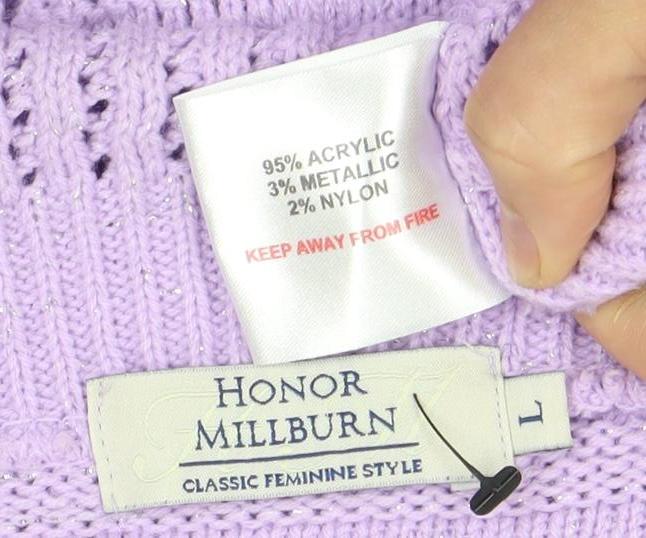 95% ACRYLIC
3% METALLIC
2% NYLON
KEEP AWAY FROM FIRE
HONOR
MILLBURN
CLASSIC FEMININE STYLE
L